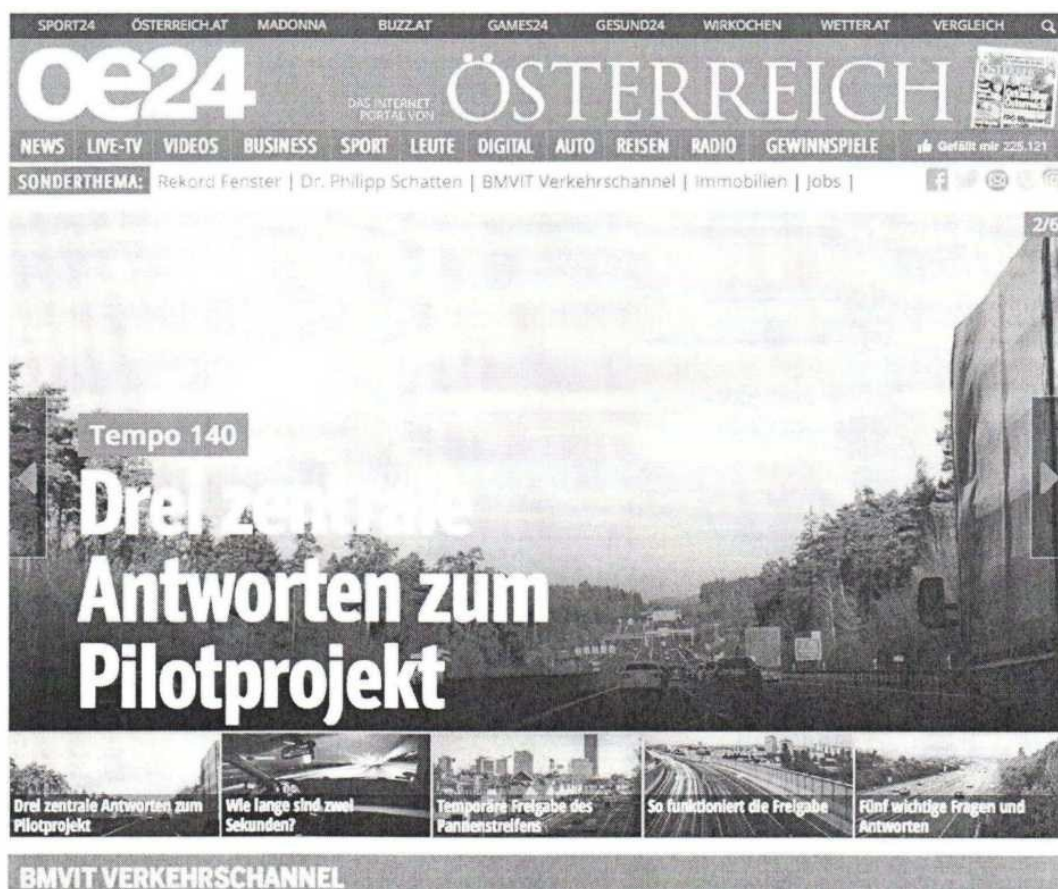 SPORT24 ÖSTERREICH.AT MADONNA BUZZ.AT GAMES24 GESUND24 WIRKOCHEN WETTER.AT VERGLEICH
oe24
DAS INTERNET-
PORTAL VON
ÖSTERREICH
NEWS LIVE-TV VIDEOS BUSINESS SPORT LEUTE DIGITAL AUTO REISEN RADIO GEWINNSPIELE Gefällt mir 225.121
SONDERTHEMA: Rekord Fenster | Dr. Philipp Schatten | BMVIT Verkehrschannel | Immobilien | Jobs |
2/6
Tempo 140
Drei zentrale
Antworten zum
Pilotprojekt
Drei zentrale Antworten zum
Pilotprojekt
Wie lange sind zwei
Sekunden?
Temporäre Freigabe des
Pannenstreifens
So funktioniert die Freigabe
Fünf wichtige Fragen und
Antworten
BMVIT VERKEHRSCHANNEL